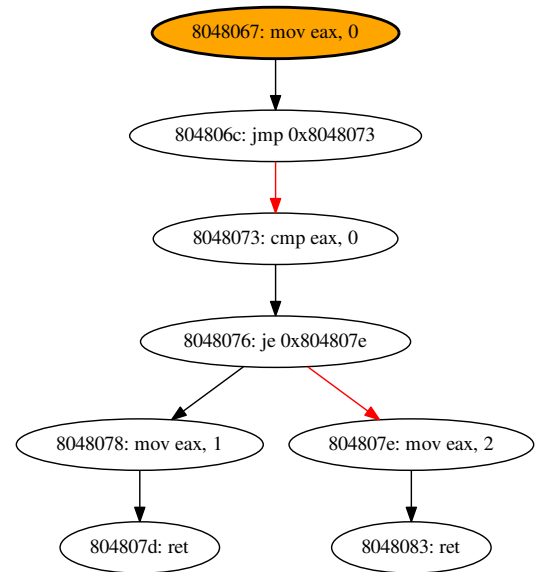 8048067: mov eax, 0
804806c: jmp 0x8048073
8048073: cmp eax, 0
8048076: je 0x804807e
8048078: mov eax, 1
804807e: mov eax, 2
804807d: ret
8048083: ret